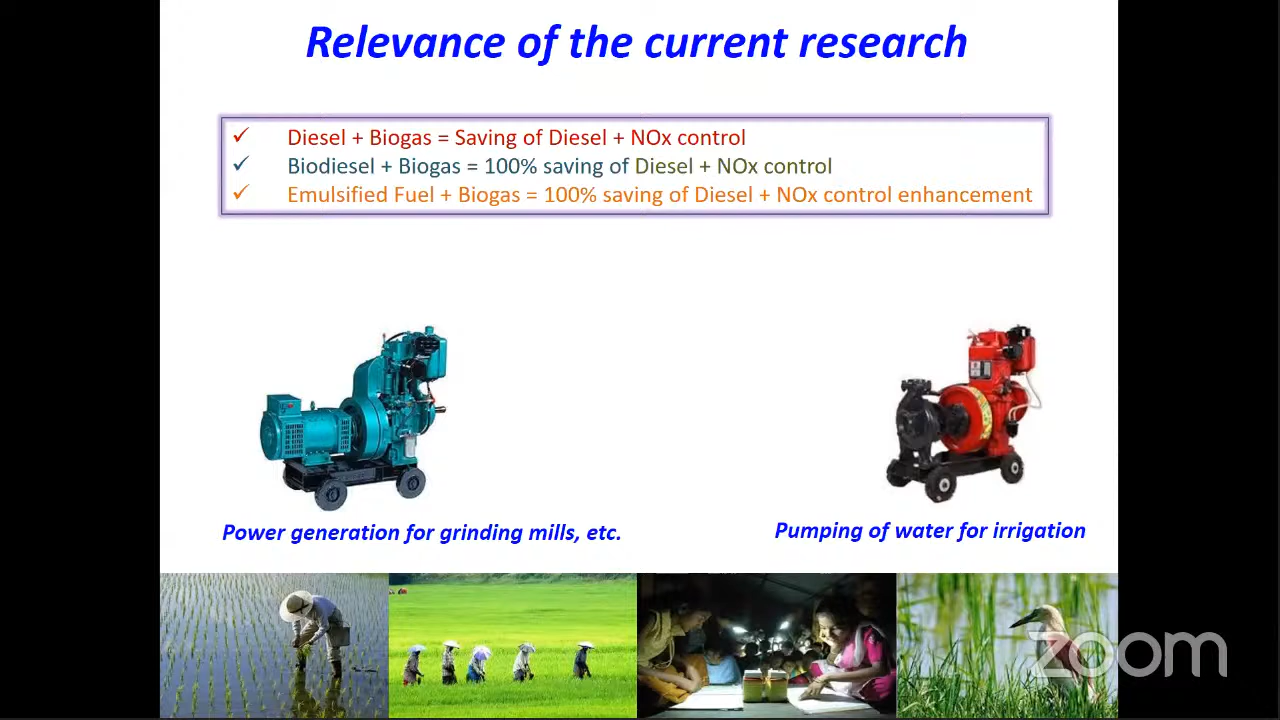 Relevance of the current research
✓ Diesel + Biogas = Saving of Diesel + NOx control
✓ Biodiesel + Biogas = 100% saving of Diesel + NOx control
✓ Emulsified Fuel + Biogas = 100% saving of Diesel + NOx control enhancement
Power generation for grinding mills, etc.
Pumping of water for irrigation
zoom